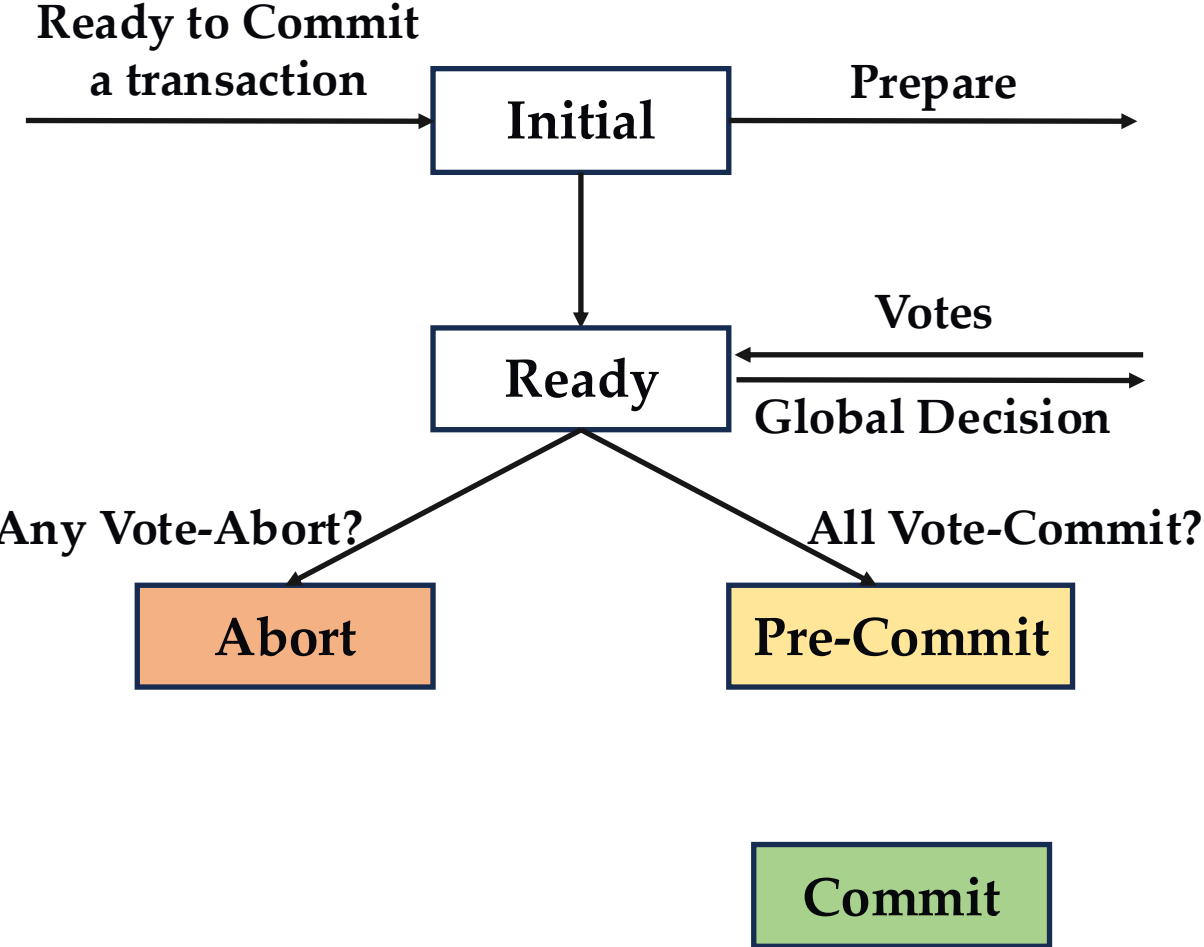 Ready to Commit
a transaction
Initial
Prepare
Votes
Ready
Global Decision
Any Vote-Abort?
All Vote-Commit?
Abort
Pre-Commit
Commit